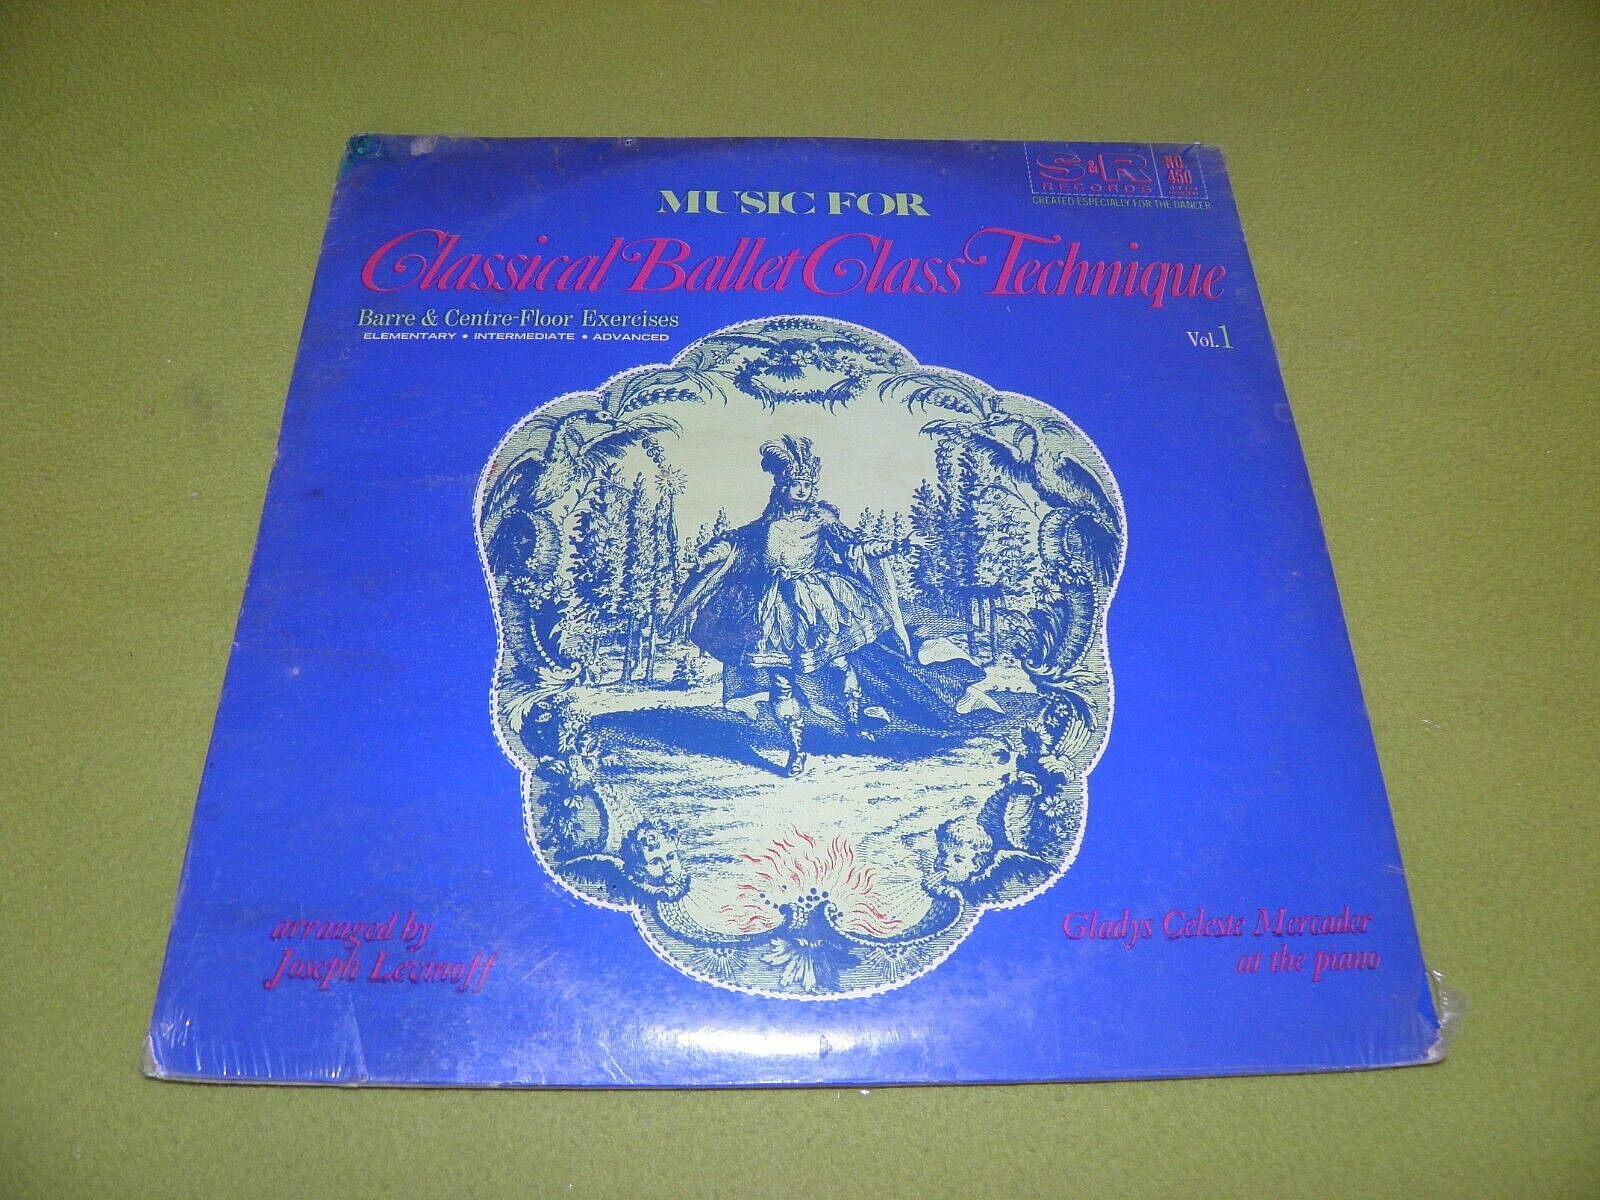 S&R
RECORDS
NO.
450
CREATED ESPECIALLY FOR THE DANCER
MUSIC FOR
Classical Ballet Class Technique
Barre & Centre-Floor Exercises
ELEMENTARY • INTERMEDIATE • ADVANCED
Vol.1
arranged by
Joseph Levinoff
Gladys Celeste Mercader
at the piano